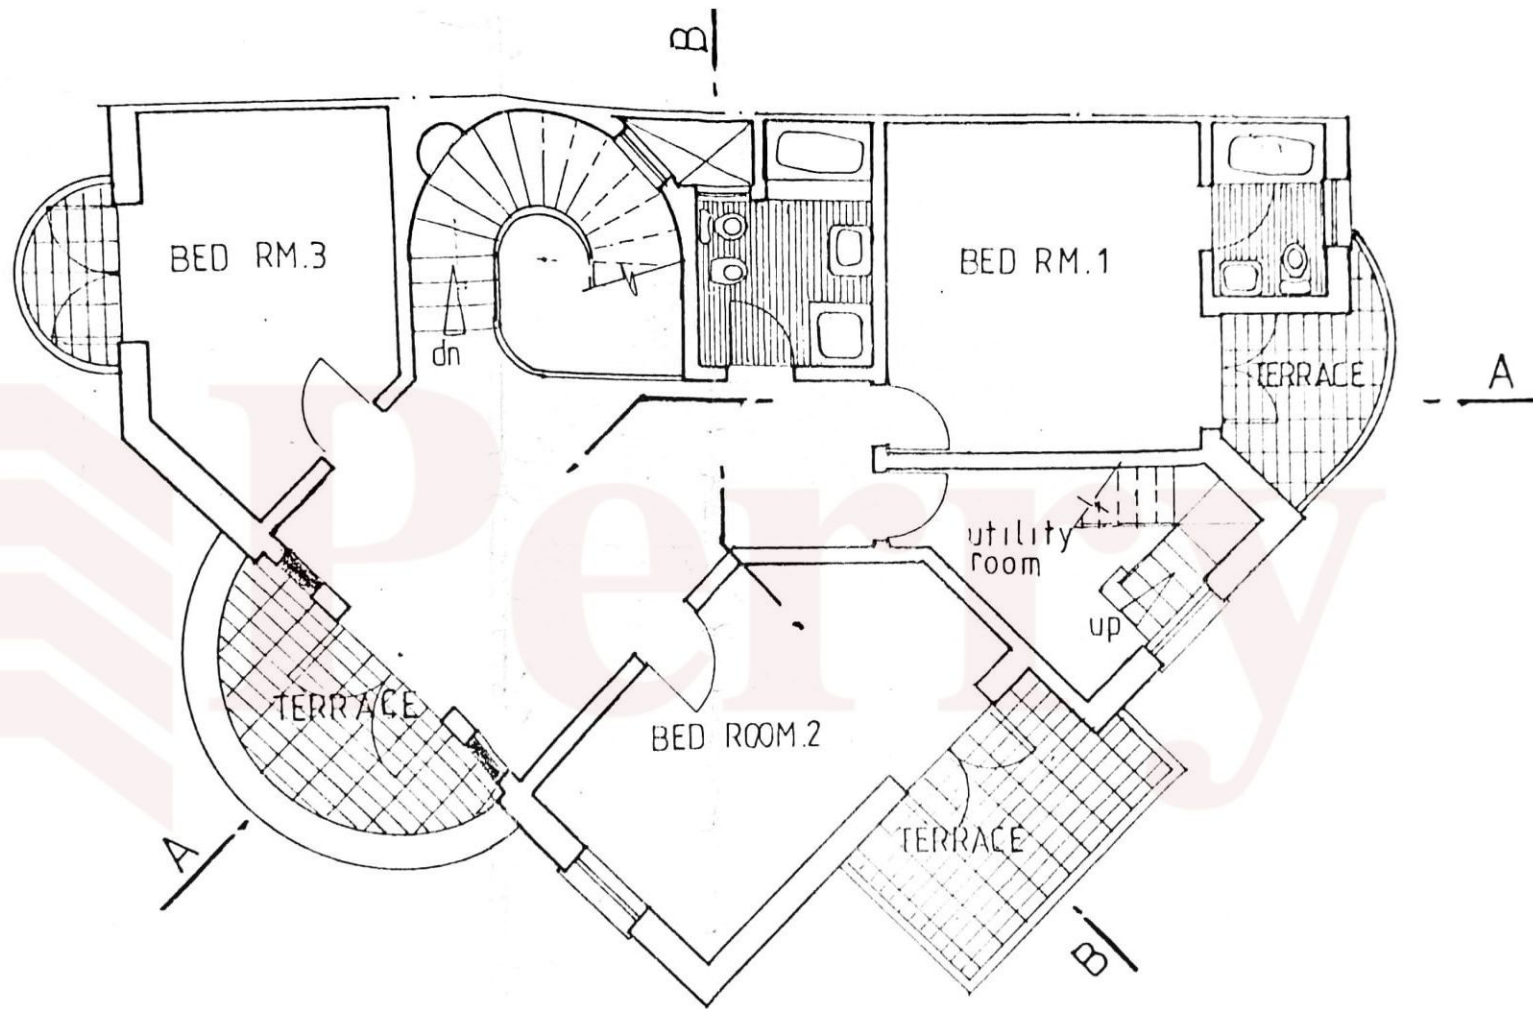 B
BED RM.3
BED RM.1
dn
TERRACE
A
utility
room
up
TERRACE
BED ROOM.2
TERRACE
A
B
Perry